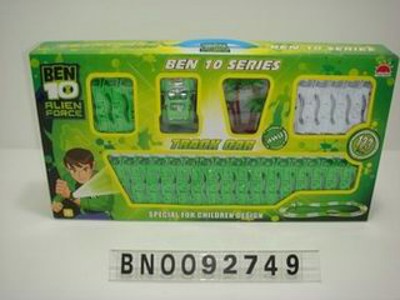 BEN 10 SERIES
BEN 10 SERIES
BEN
10
ALIEN
FORCE
TRACK CAR
SPECIAL FOR CHILDREN DESIGN
BN0092749